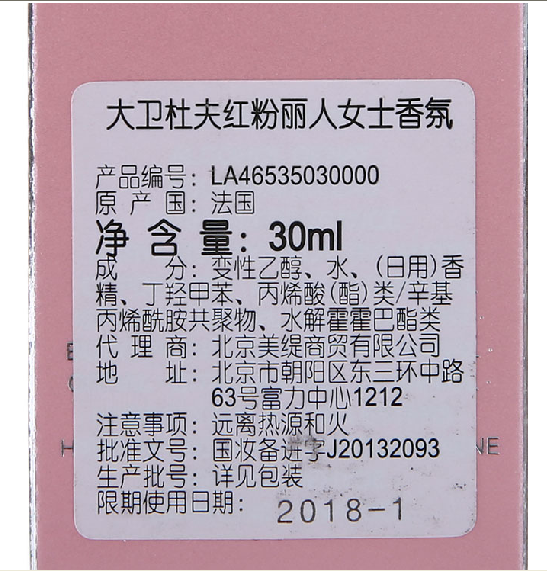 大卫杜夫红粉丽人女士香氛
产品编号: LA46535030000
原 产 国: 法国
净 含 量: 30ml
成 分: 变性乙醇、水、(日用)香
精、丁羟甲苯、丙烯酸(酯)类/辛基
丙烯酰胺共聚物、水解霍霍巴酯类
代 理 商: 北京美缇商贸有限公司
地 址: 北京市朝阳区东三环中路
63号富力中心1212
注意事项: 远离热源和火
批准文号: 国妆备进字J20132093
生产批号: 详见包装
限期使用日期: 2018-1
NE